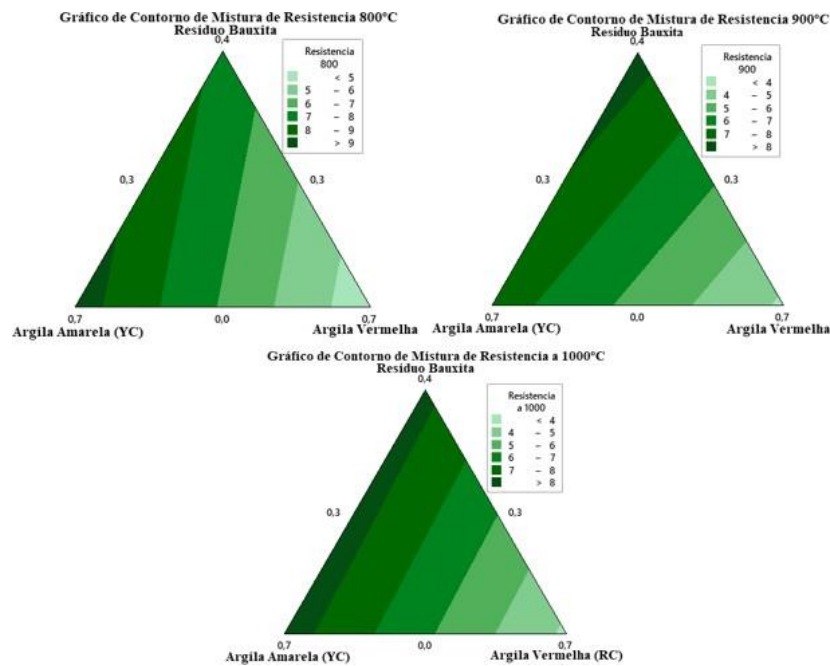 Gráfico de Contorno de Mistura de Resistencia 800°C
Resíduo Bauxita
0,4
Resistencia
800
< 5
5 – 6
6 – 7
7 – 8
8 – 9
> 9
0,3
0,3
0,7
0,0
0,7
Argila Amarela (YC)
Argila Vermelha
Gráfico de Contorno de Mistura de Resistencia 900°C
Residuo Bauxita
0,4
Resistencia
900
< 4
4 – 5
5 – 6
6 – 7
7 – 8
> 8
0,3
0,3
0,7
0,0
0,7
Argila Amarela (YC)
Argila Vermelha
Gráfico de Contorno de Mistura de Resistencia a 1000°C
Residuo Bauxita
0,4
Resistencia
a 1000
< 4
4 – 5
5 – 6
6 – 7
7 – 8
> 8
0,3
0,3
0,7
0,0
0,7
Argila Amarela (YC)
Argila Vermelha (RC)